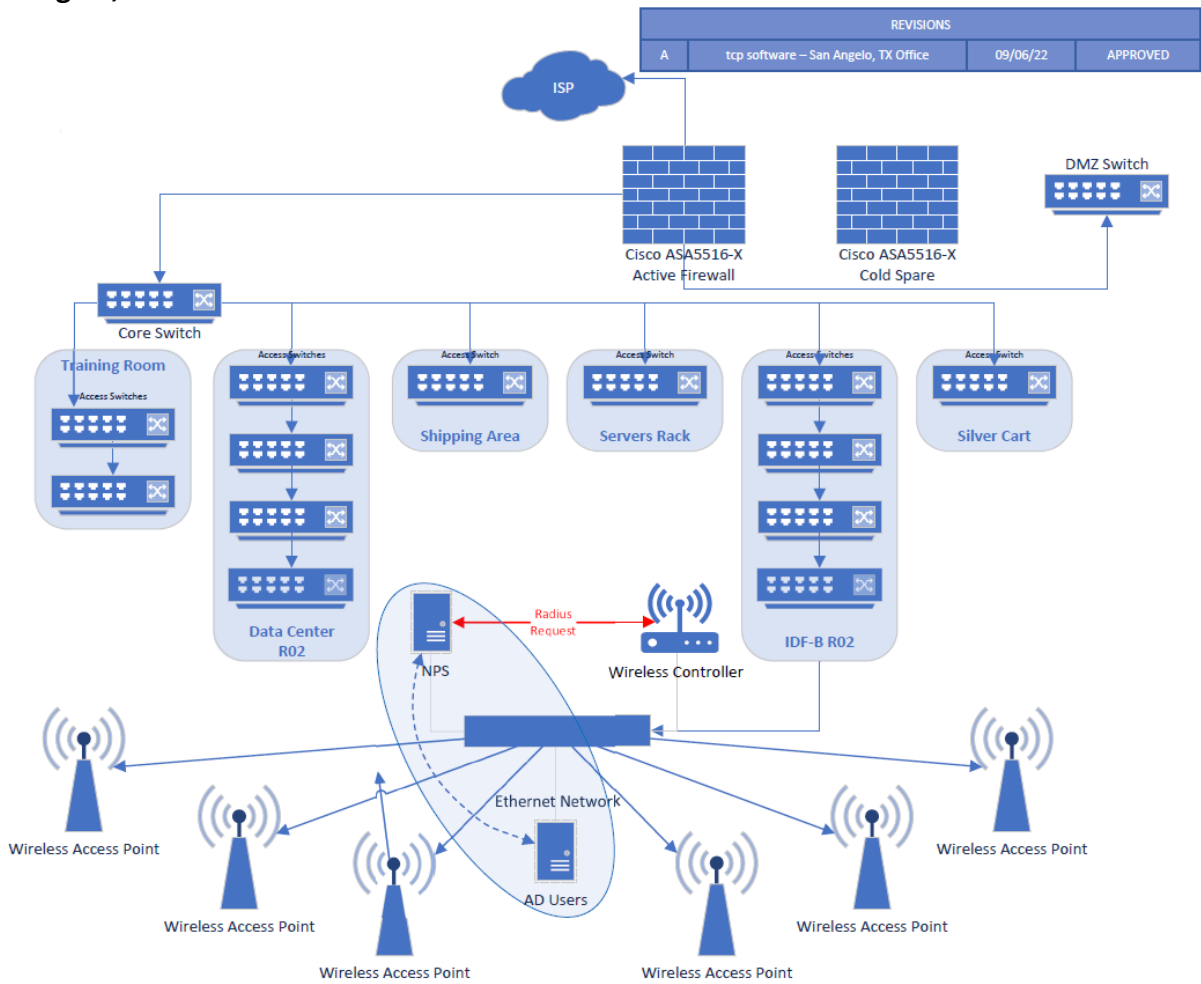 REVISIONS
A tcp software – San Angelo, TX Office 09/06/22 APPROVED
ISP
DMZ Switch
Cisco ASA5516-X
Active Firewall
Cisco ASA5516-X
Cold Spare
Core Switch
Training Room
Access Switches
Access Switches
Access Switch
Access Switch
Access Switches
Access Switch
Shipping Area
Servers Rack
Silver Cart
Data Center
R02
IDF-B R02
Radius
Request
NPS
Wireless Controller
Ethernet Network
AD Users
Wireless Access Point
Wireless Access Point
Wireless Access Point
Wireless Access Point
Wireless Access Point
Wireless Access Point